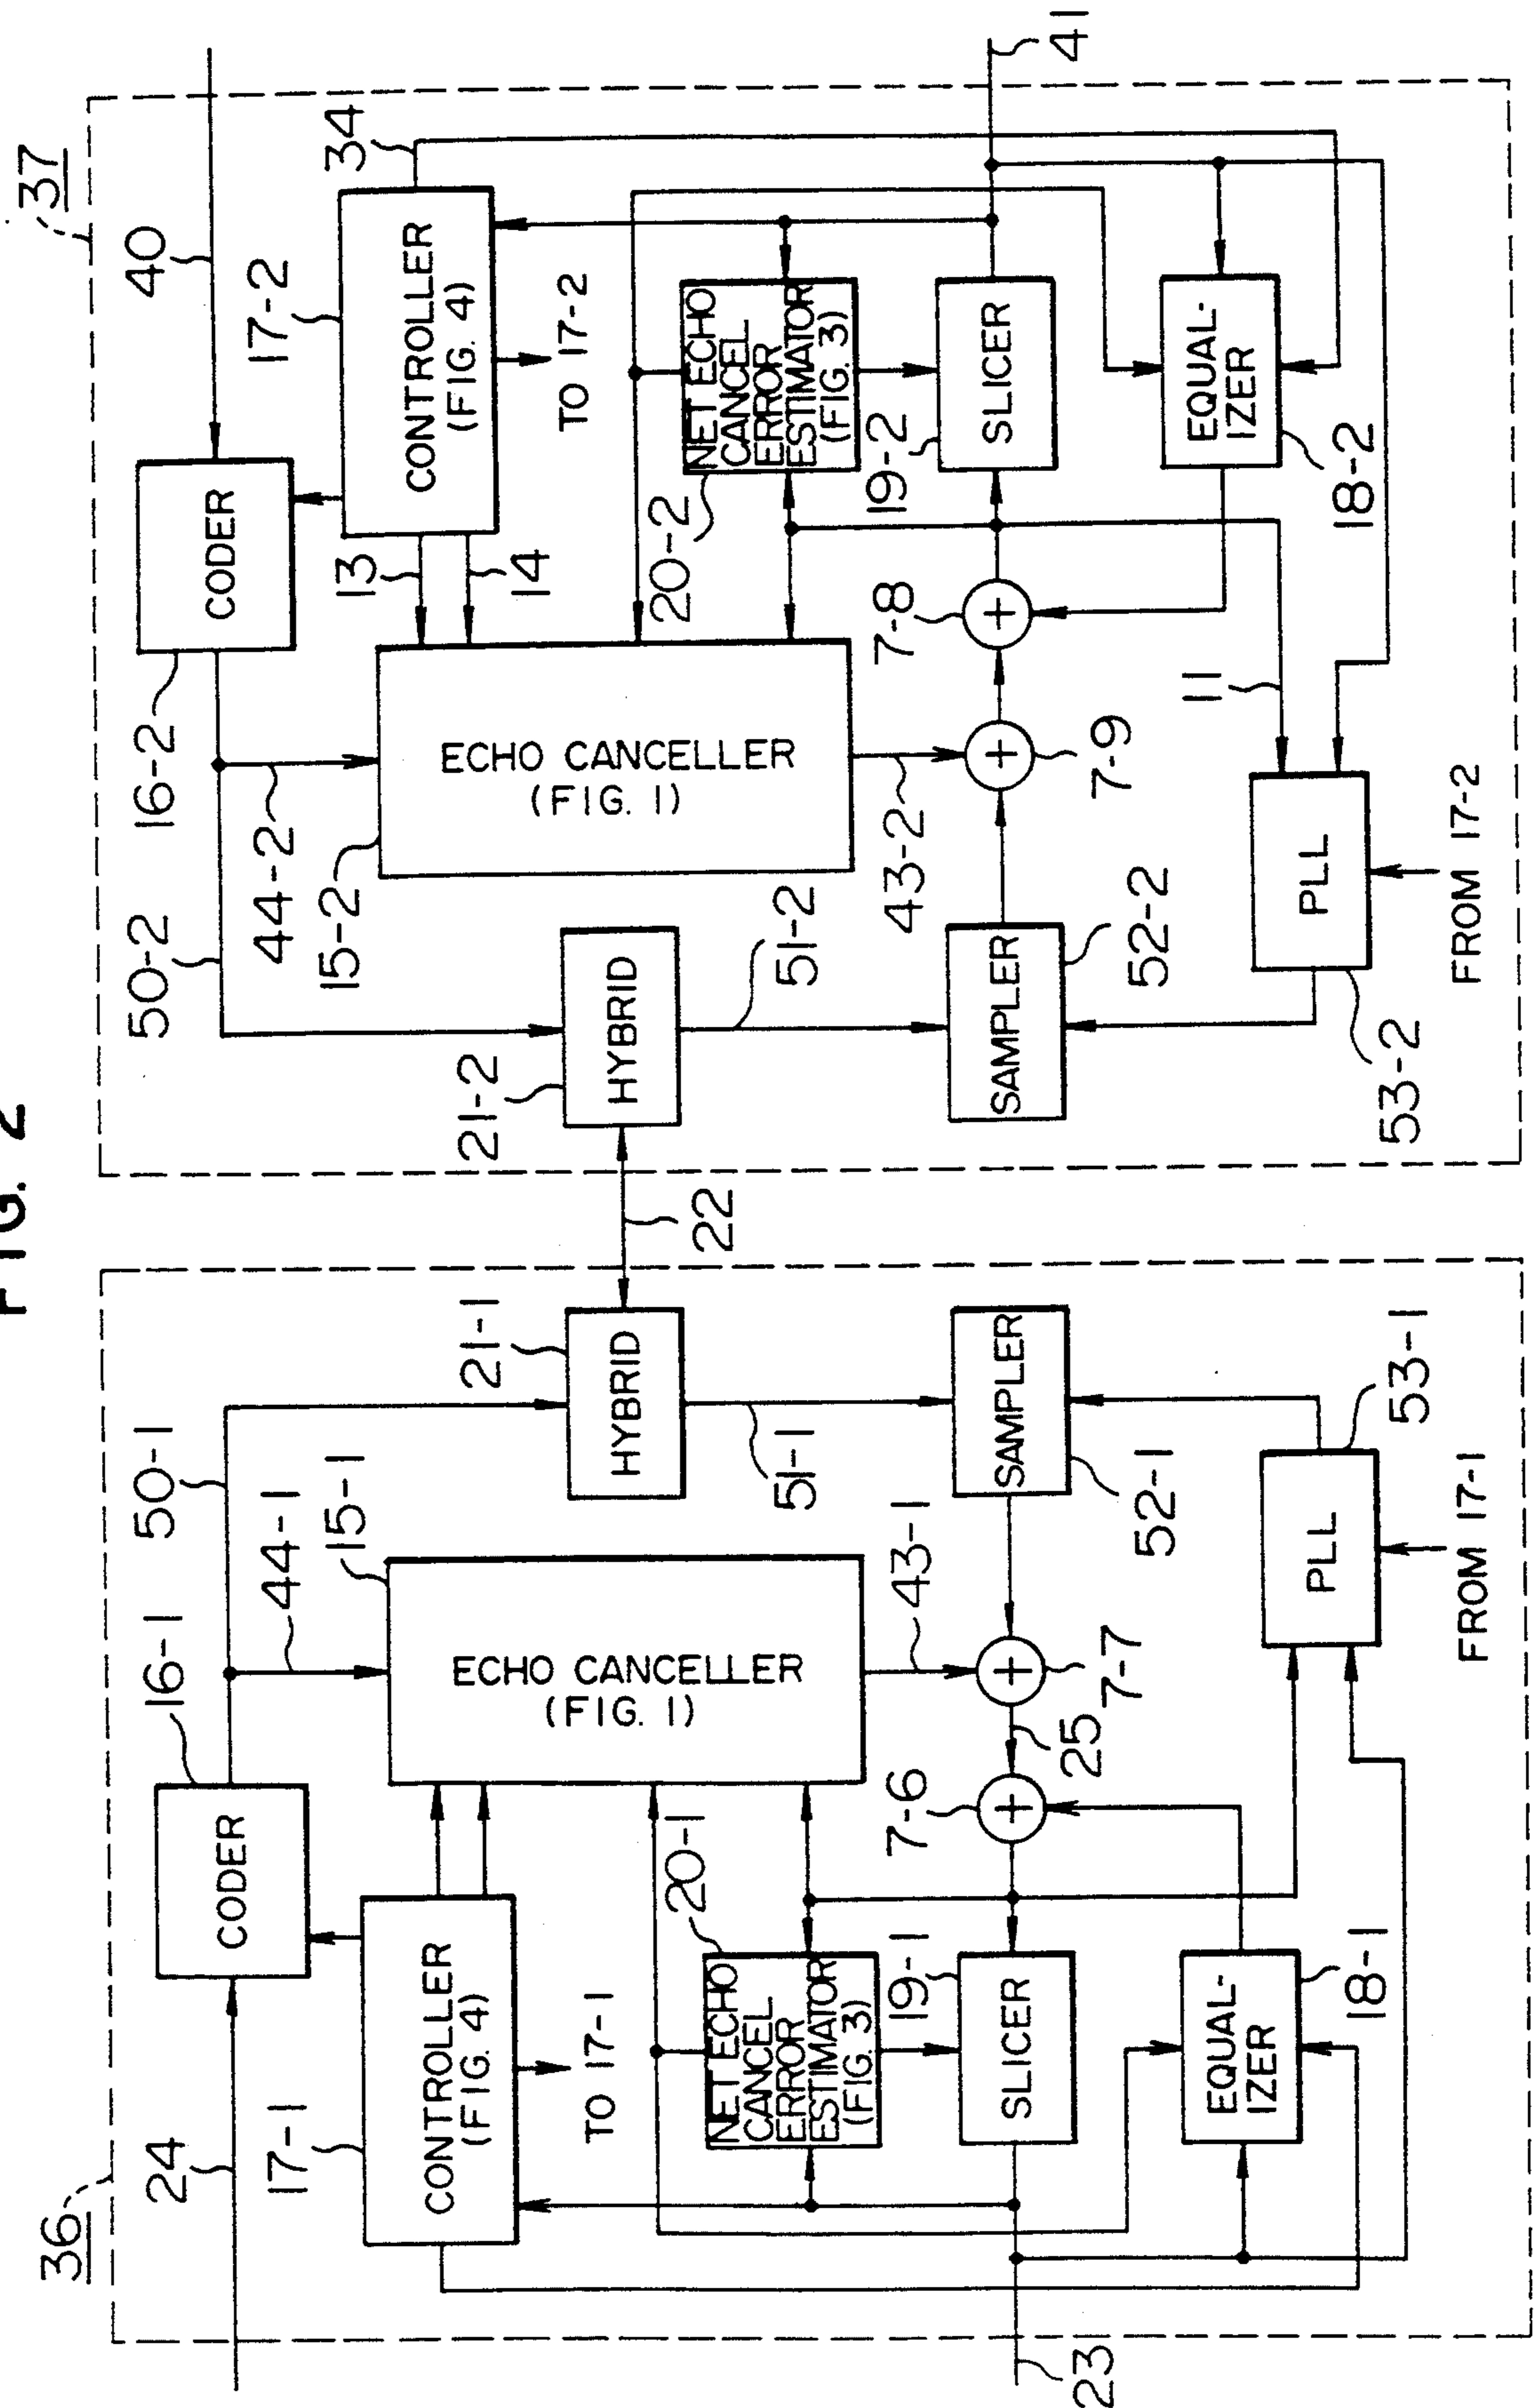 FIG. 2
36
24
16-1
CODER
50-1
44-1
17-1
CONTROLLER
(FIG. 4)
TO 17-1
15-1
ECHO CANCELLER
(FIG. 1)
21-1
HYBRID
22
51-1
20-1
NET ECHO
CANCEL
ERROR
ESTIMATOR
(FIG. 3)
43-1
19-1
SLICER
7-6
25
7-7
SAMPLER
52-1
23
EQUAL-
IZER
18-1
PLL
53-1
FROM 17-1
37
40
50-2
16-2
CODER
44-2
17-2
CONTROLLER
(FIG. 4)
34
13
14
TO 17-2
15-2
ECHO CANCELLER
(FIG. 1)
21-2
HYBRID
51-2
20-2
NET ECHO
CANCEL
ERROR
ESTIMATOR
(FIG. 3)
43-2
19-2
SLICER
7-8
7-9
SAMPLER
52-2
41
EQUAL-
IZER
18-2
11
PLL
53-2
FROM 17-2